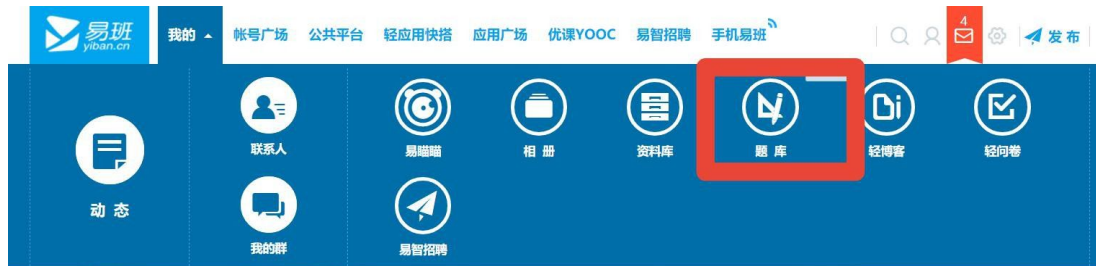 易班
yiban.cn
我的 帐号广场 公共平台 轻应用快搭 应用广场 优课YOOC 易智招聘 手机易班 4 发布
动 态
联系人
我的群
易瞄瞄
相 册
资料库
题 库
轻博客
轻问卷
易智招聘